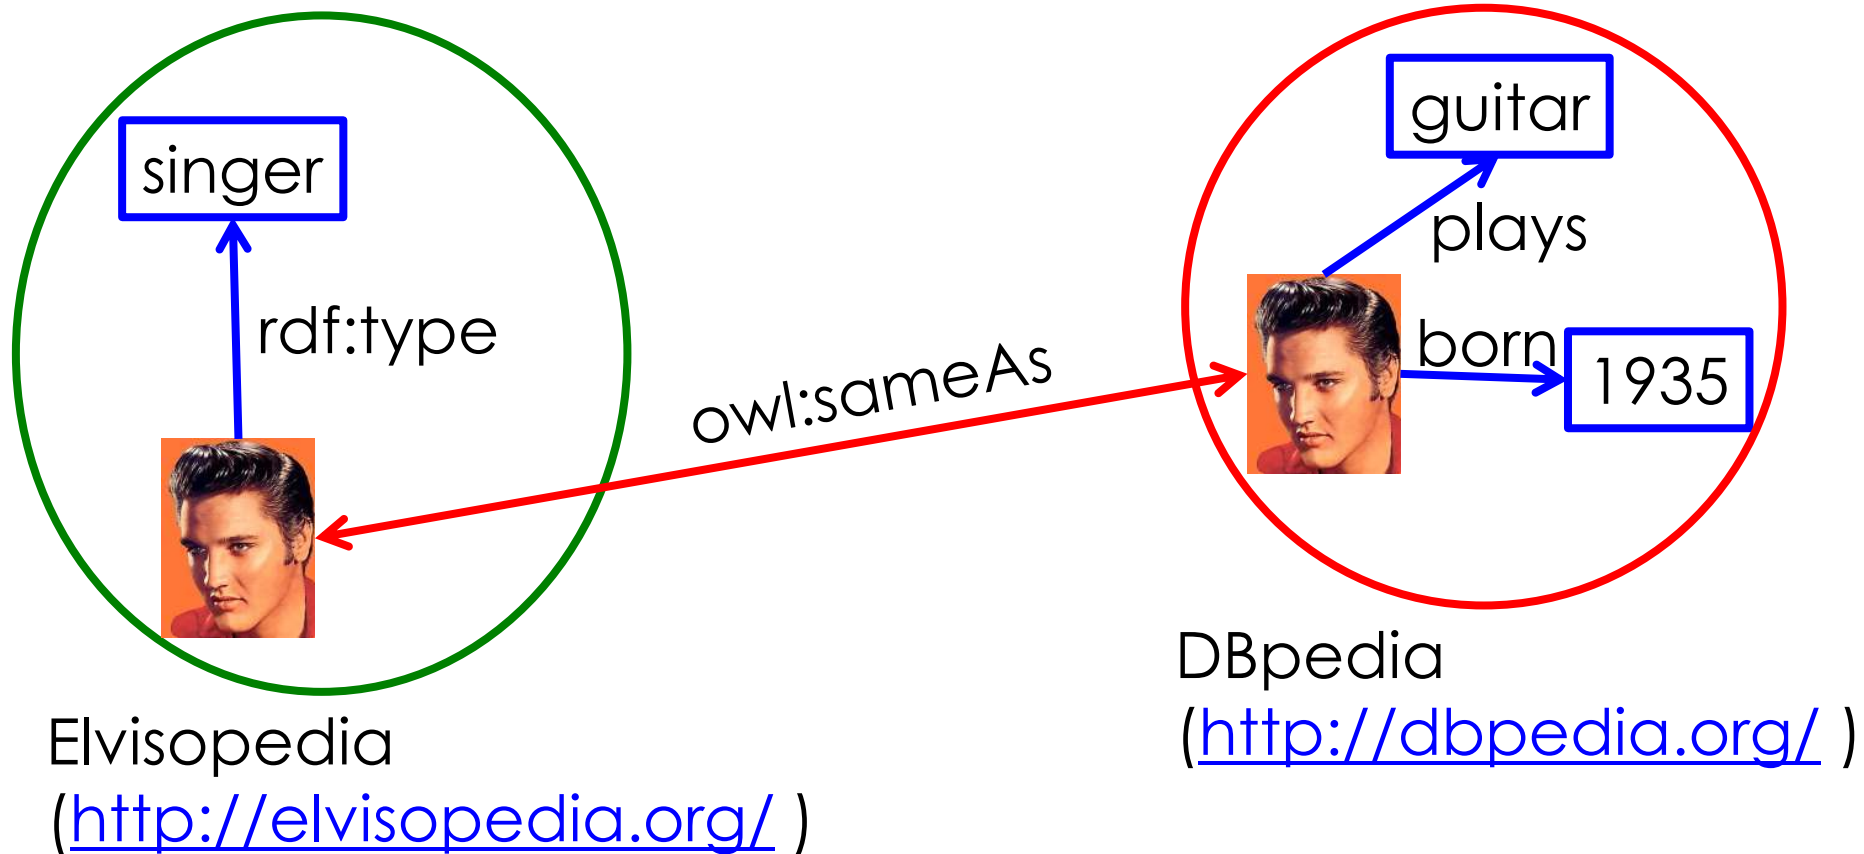 singer
rdf:type
owl:sameAs
guitar
plays
born
1935
Elvisopedia
(http://elvisopedia.org/ )
DBpedia
(http://dbpedia.org/ )